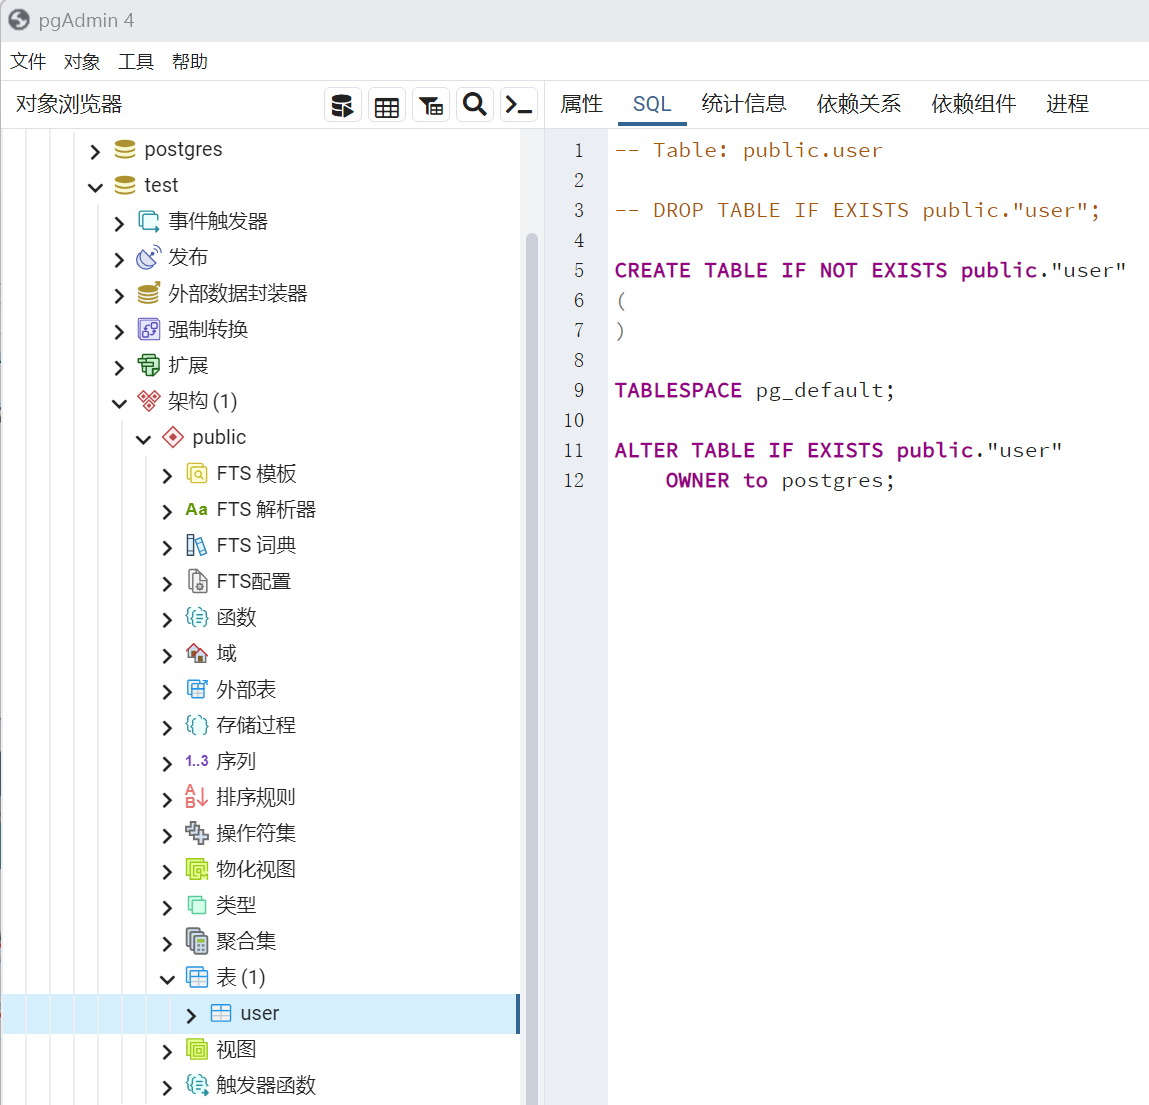 pgAdmin 4
文件 对象 工具 帮助
对象浏览器
属性 SQL 统计信息 依赖关系 依赖组件 进程
postgres
test
事件触发器
发布
外部数据封装器
强制转换
扩展
架构 (1)
public
FTS 模板
Aa FTS 解析器
FTS 词典
FTS配置
函数
域
外部表
存储过程
1..3 序列
AB 排序规则
操作符集
物化视图
类型
聚合集
表 (1)
user
视图
触发器函数
1 -- Table: public.user
2
3 -- DROP TABLE IF EXISTS public."user";
4
5 CREATE TABLE IF NOT EXISTS public."user"
6 (
7 )
8
9 TABLESPACE pg_default;
10
11 ALTER TABLE IF EXISTS public."user"
12     OWNER to postgres;